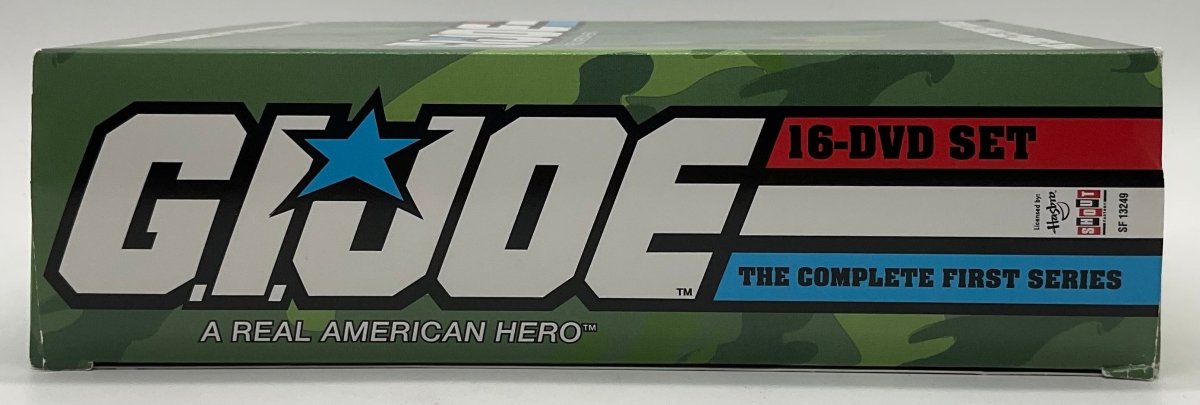 G.I. JOE™
A REAL AMERICAN HERO™
16-DVD SET
THE COMPLETE FIRST SERIES
Licensed by:
Hasbro
SHOUT
SF 13249